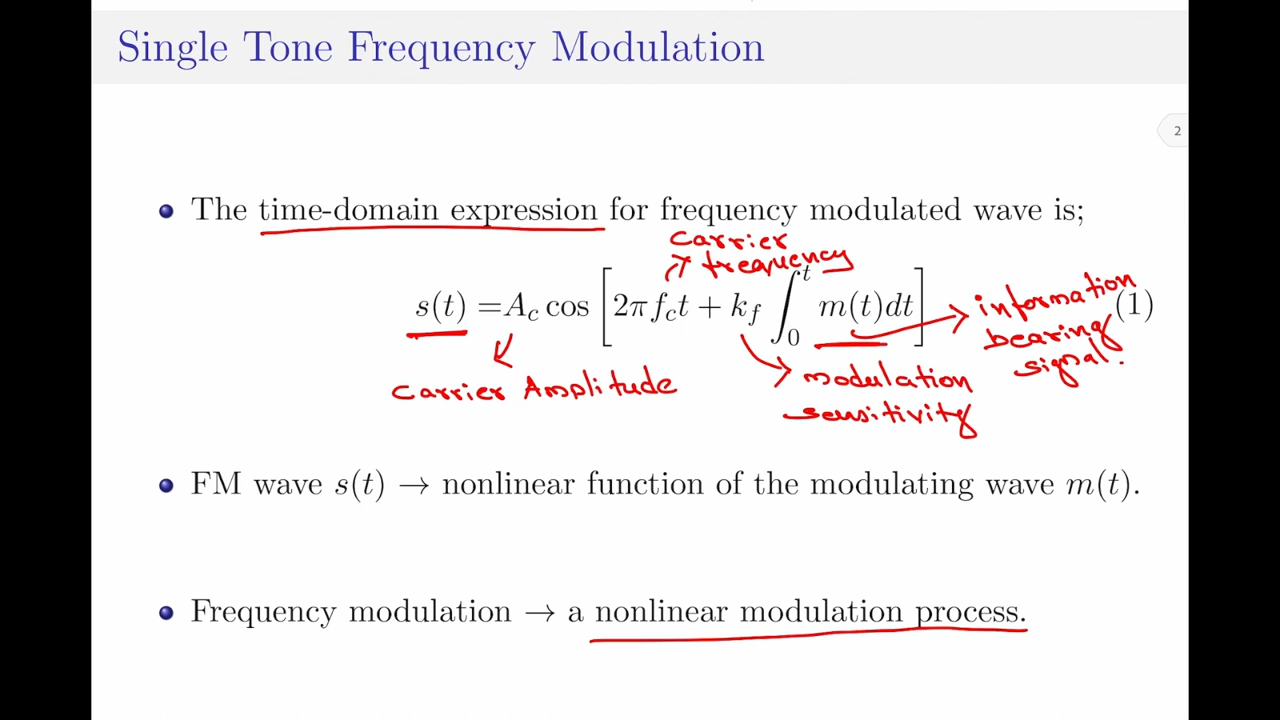 Single Tone Frequency Modulation
2
• The time-domain expression for frequency modulated wave is;
carrier
frequency
s(t) =A_c cos [2πf_ct + k_f ∫_0^t m(t)dt] (1)
information
bearing
signal.
carrier Amplitude
modulation
sensitivity
• FM wave s(t) → nonlinear function of the modulating wave m(t).
• Frequency modulation → a nonlinear modulation process.